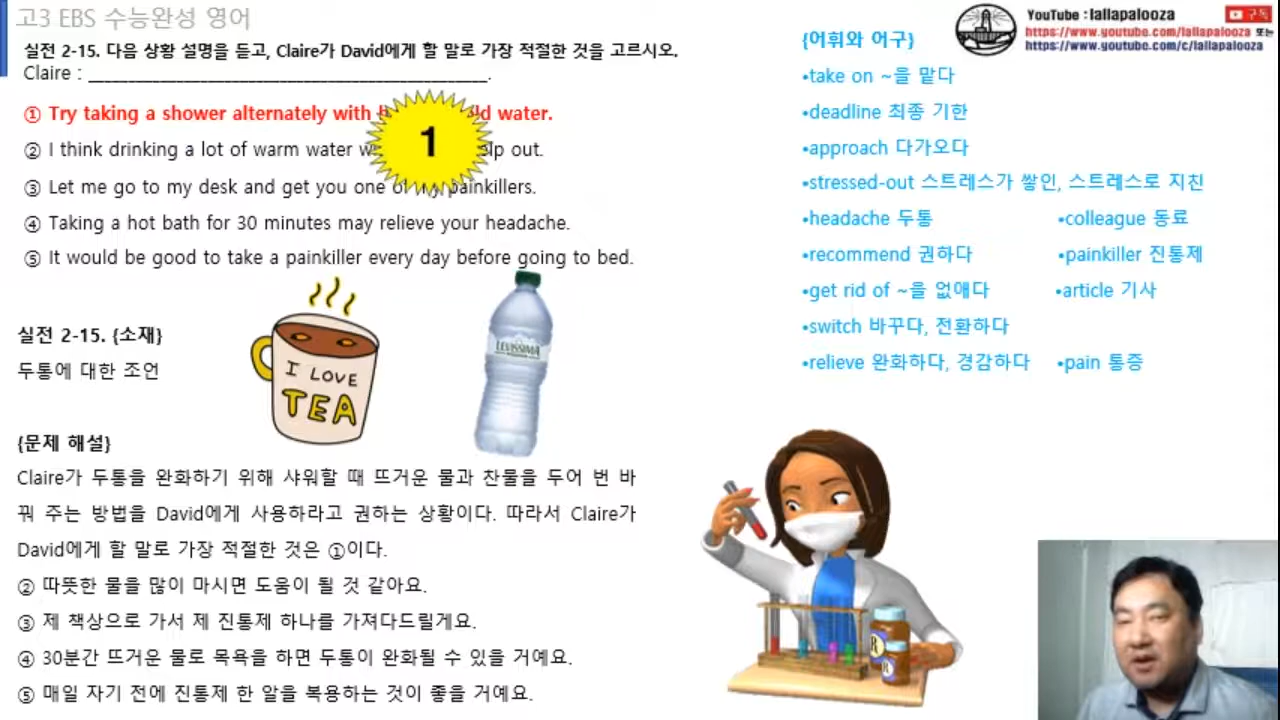 고3 EBS 수능완성 영어
YouTube : lallapalooza
구독
https://www.youtube.com/lallapalooza 또는
https://www.youtube.com/c/lallapalooza
실전 2-15. 다음 상황 설명을 듣고, Claire가 David에게 할 말로 가장 적절한 것을 고르시오.
Claire : ________________________________________________.
① Try taking a shower alternately with h ld water.
② I think drinking a lot of warm water w lp out.
③ Let me go to my desk and get you one of my painkillers.
④ Taking a hot bath for 30 minutes may relieve your headache.
⑤ It would be good to take a painkiller every day before going to bed.
1
실전 2-15. {소재}
두통에 대한 조언
I LOVE
TEA
LEVISSIMA
{문제 해설}
Claire가 두통을 완화하기 위해 샤워할 때 뜨거운 물과 찬물을 두어 번 바
꿔 주는 방법을 David에게 사용하라고 권하는 상황이다. 따라서 Claire가
David에게 할 말로 가장 적절한 것은 ①이다.
② 따뜻한 물을 많이 마시면 도움이 될 것 같아요.
③ 제 책상으로 가서 제 진통제 하나를 가져다드릴게요.
④ 30분간 뜨거운 물로 목욕을 하면 두통이 완화될 수 있을 거예요.
⑤ 매일 자기 전에 진통제 한 알을 복용하는 것이 좋을 거예요.
{어휘와 어구}
•take on ~을 맡다
•deadline 최종 기한
•approach 다가오다
•stressed-out 스트레스가 쌓인, 스트레스로 지친
•headache 두통 •colleague 동료
•recommend 권하다 •painkiller 진통제
•get rid of ~을 없애다 •article 기사
•switch 바꾸다, 전환하다
•relieve 완화하다, 경감하다 •pain 통증
R
R